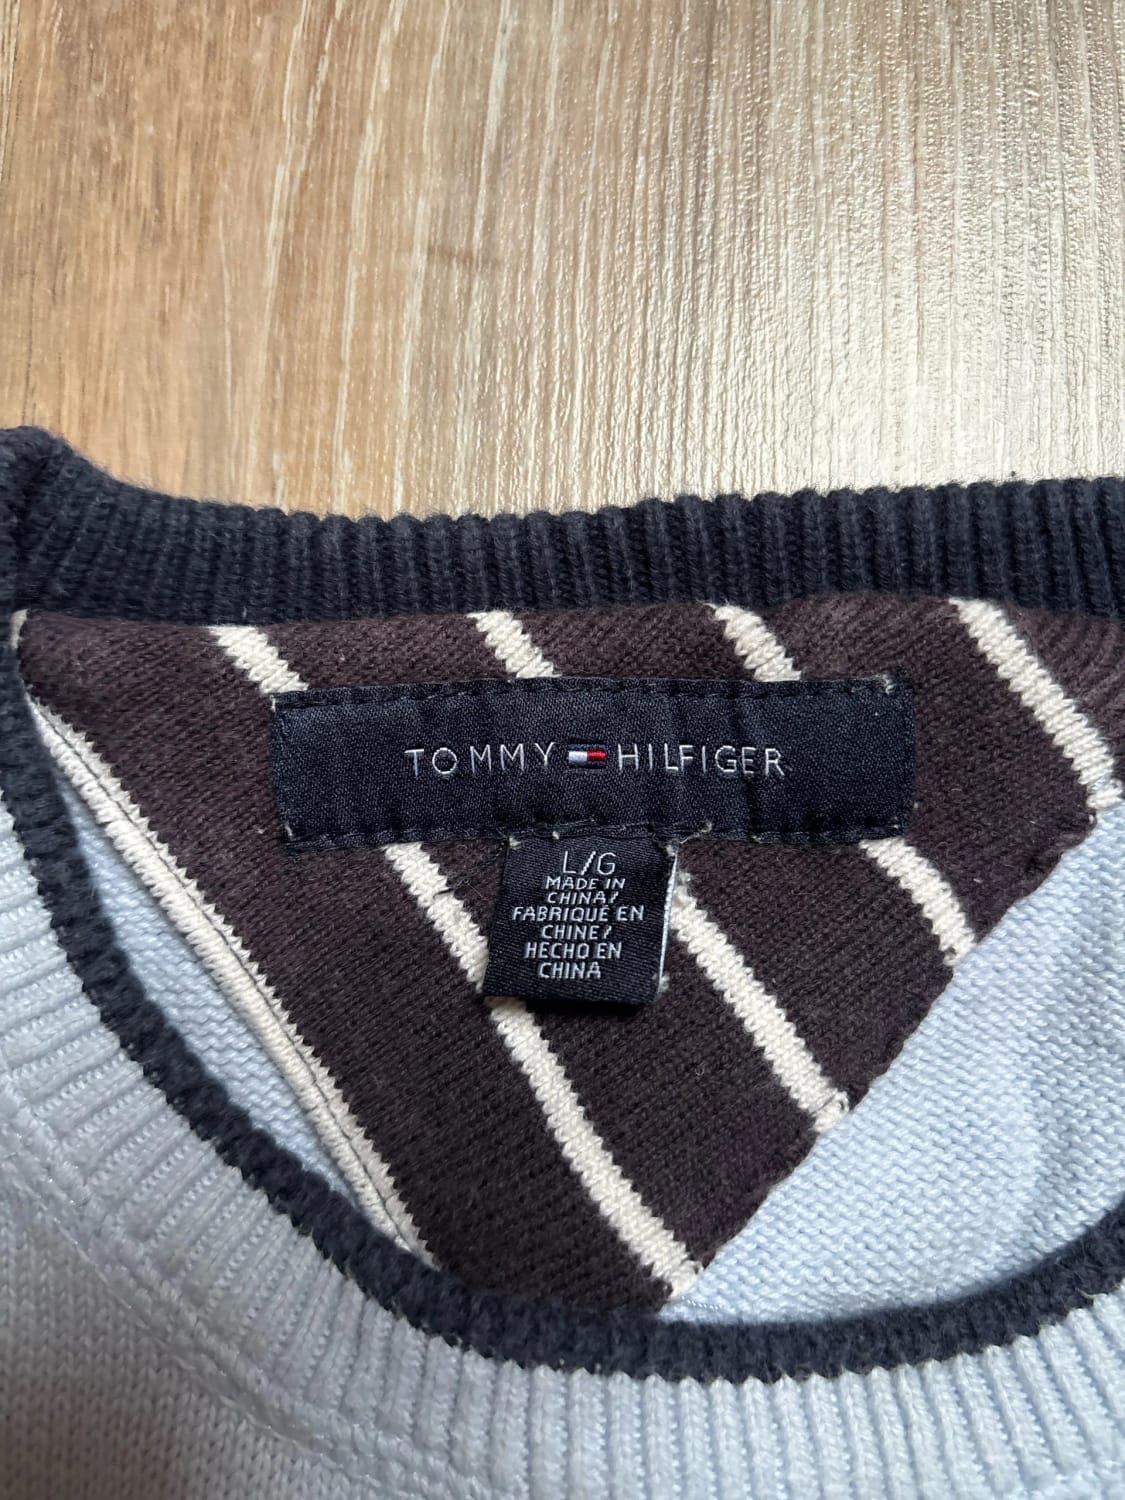 TOMMY HILFIGER
L/G
MADE IN
CHINA/
FABRIQUÉ EN
CHINE/
HECHO EN
CHINA